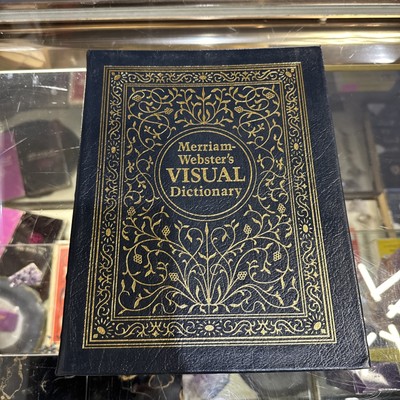 Merriam-
Webster's
VISUAL
Dictionary